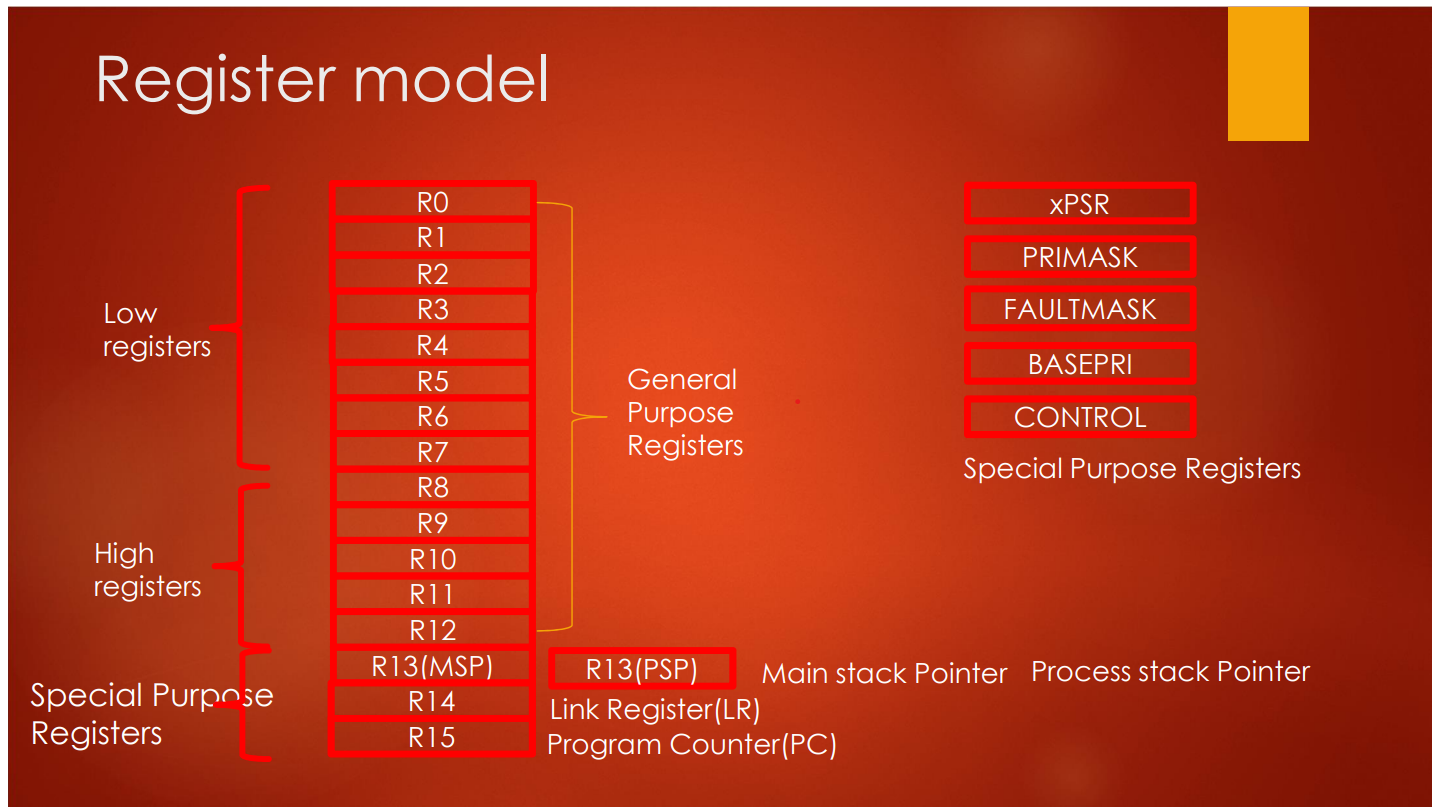 Register model
Low
registers
High
registers
Special Purpose
Registers
R0
R1
R2
R3
R4
R5
R6
R7
R8
R9
R10
R11
R12
R13(MSP)
R14
R15
General
Purpose
Registers
R13(PSP)
Main stack Pointer
Process stack Pointer
Link Register(LR)
Program Counter(PC)
xPSR
PRIMASK
FAULTMASK
BASEPRI
CONTROL
Special Purpose Registers